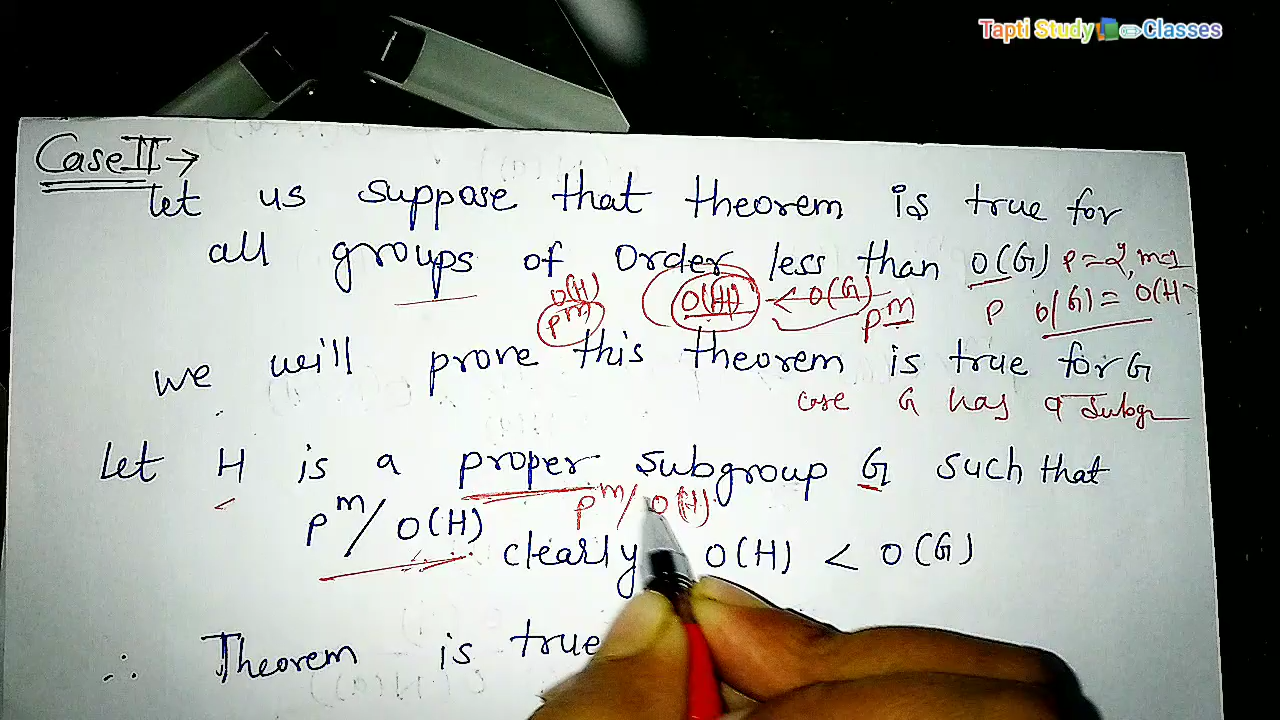 Tapti Study Classes
Case II →
let us suppose that theorem is true for
all groups of order less than O(G) p=2, m=1
O(H) O(H) < O(G) p O(G) = O(H
p^m p^m
we will prove this theorem is true for G
case G has a subgr
Let H is a proper subgroup G such that
p^m/O(H) p^m/O(H)
clearly O(H) < O(G)
∴ Theorem is true